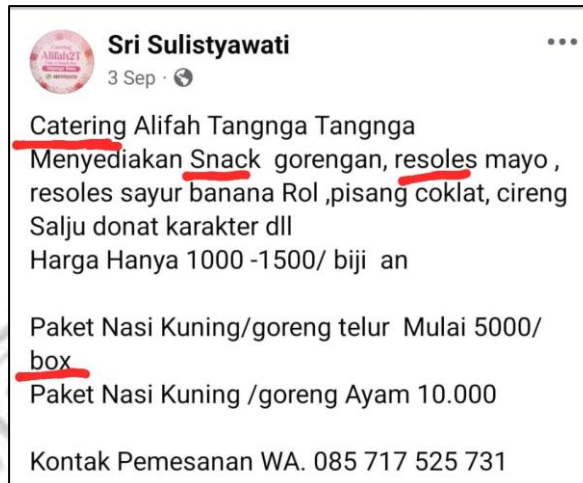 Catering
Alifah2T
Sri Sulistyawati
3 Sep ·
Catering Alifah Tangnga Tangnga
Menyediakan Snack gorengan, resoles mayo ,
resoles sayur banana Rol ,pisang coklat, cireng
Salju donat karakter dll
Harga Hanya 1000 -1500/ biji an
Paket Nasi Kuning/goreng telur Mulai 5000/
box
Paket Nasi Kuning /goreng Ayam 10.000
Kontak Pemesanan WA. 085 717 525 731